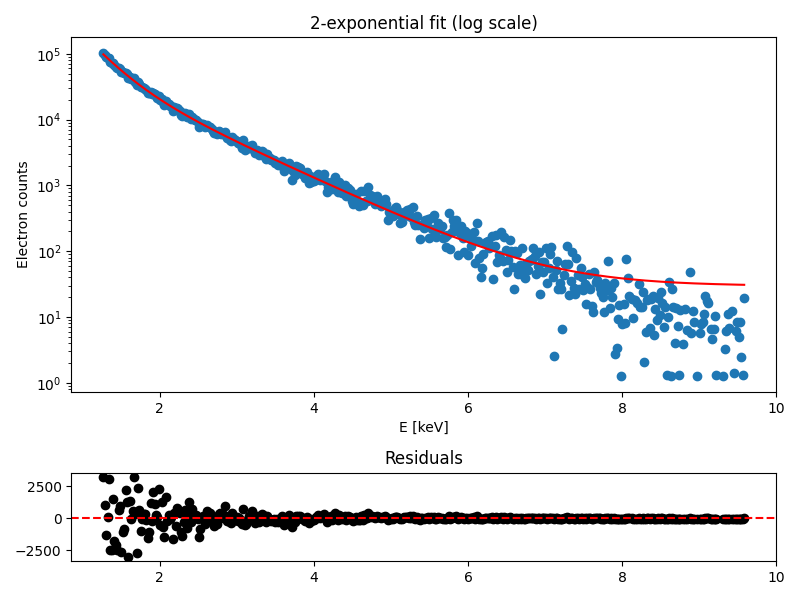 2-exponential fit (log scale)
10^5
10^4
10^3
10^2
10^1
10^0
Electron counts
2 4 6 8 10
E [keV]
Residuals
2500
0
−2500
2 4 6 8 10